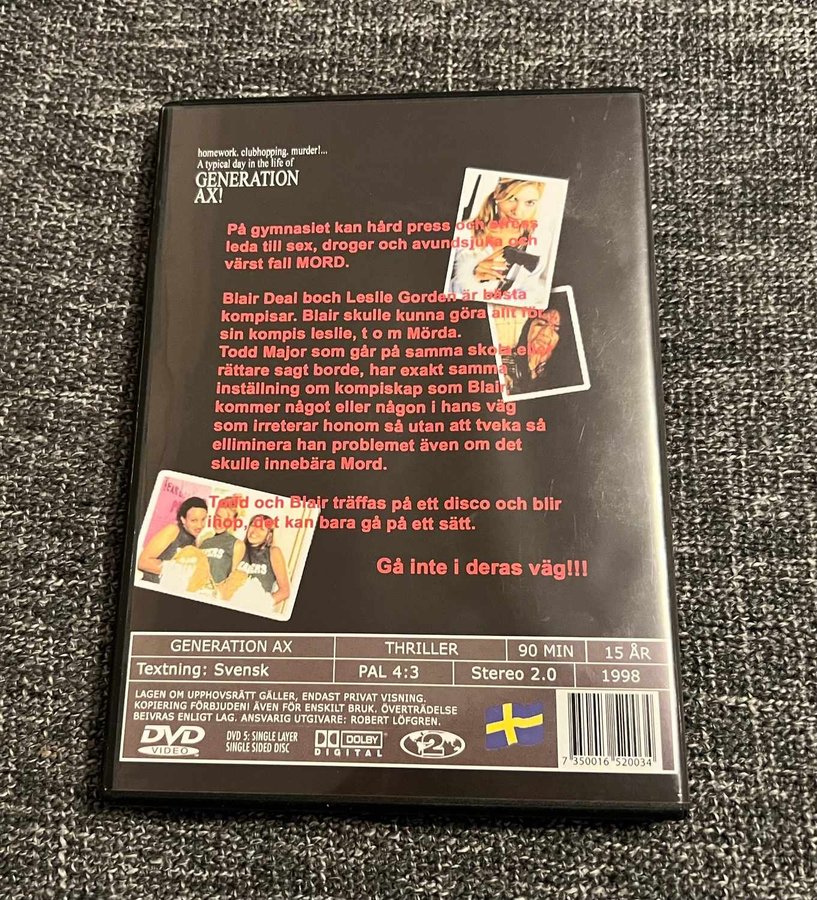 homework. clubhopping. murder!...
A typical day in the life of
GENERATION
AX!
På gymnasiet kan hård press och stress
leda till sex, droger och avundsjuka och
värst fall MORD.
Blair Deal boch Leslie Gorden är bästa
kompisar. Blair skulle kunna göra allt för
sin kompis leslie, t o m Mörda.
Todd Major som går på samma skola eller
rättare sagt borde, har exakt samma
inställning om kompiskap som Blair
kommer något eller någon i hans väg
som irreterar honom så utan att tveka så
elliminera han problemet även om det
skulle innebära Mord.
Todd och Blair träffas på ett disco och blir
ihop, det kan bara gå på ett sätt.
Gå inte i deras väg!!!
GENERATION AX THRILLER 90 MIN 15 ÅR
Textning: Svensk PAL 4:3 Stereo 2.0 1998
LAGEN OM UPPHOVSRÄTT GÄLLER, ENDAST PRIVAT VISNING.
KOPIERING FÖRBJUDEN! ÄVEN FÖR ENSKILT BRUK. ÖVERTRÄDELSE
BEIVRAS ENLIGT LAG. ANSVARIG UTGIVARE: ROBERT LÖFGREN.
DVD
VIDEO
DVD 5: SINGLE LAYER
SINGLE SIDED DISC
DOLBY
DIGITAL
2
7 350016 520034